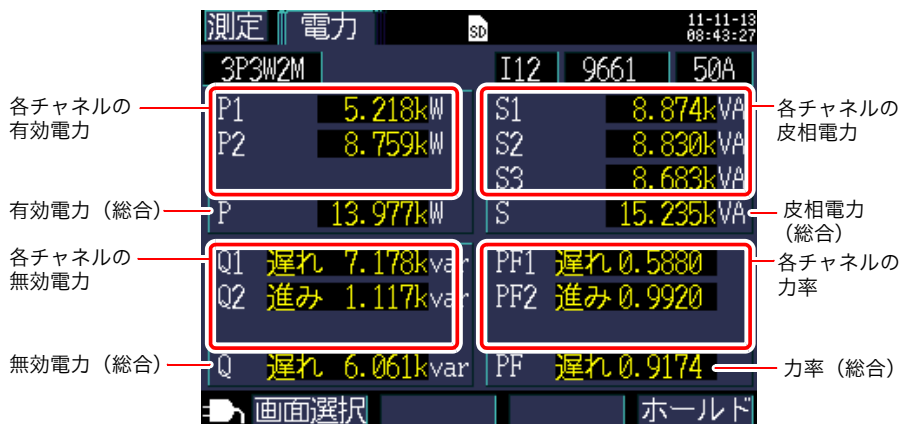 測定 電力 SD 11-11-13
08:43:27
3P3W2M I12 9661 50A
各チャネルの
有効電力
P1 5.218kW
P2 8.759kW
S1 8.874kVA
S2 8.830kVA
S3 8.683kVA
各チャネルの
皮相電力
有効電力（総合）
P 13.977kW
S 15.235kVA
皮相電力
（総合）
各チャネルの
無効電力
Q1 遅れ 7.178kvar
Q2 進み 1.117kvar
PF1 遅れ 0.5880
PF2 進み 0.9920
各チャネルの
力率
無効電力（総合）
Q 遅れ 6.061kvar
PF 遅れ 0.9174
力率（総合）
画面選択 ホールド